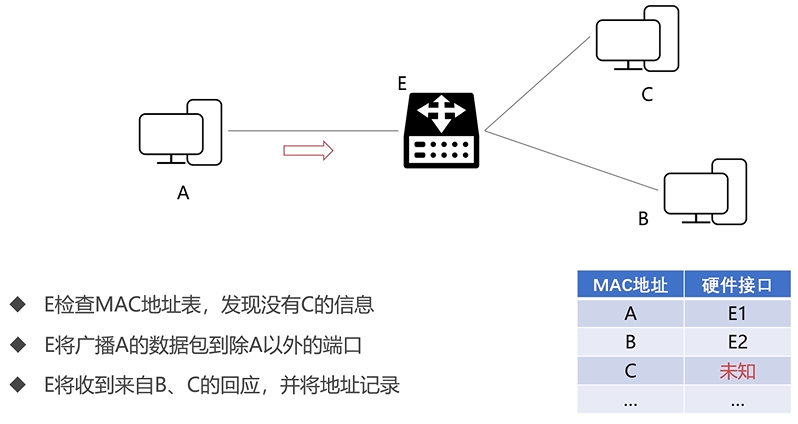 E
C
A
B
E检查MAC地址表，发现没有C的信息
E将广播A的数据包到除A以外的端口
E将收到来自B、C的回应，并将地址记录
MAC地址 硬件接口
A E1
B E2
C 未知
... ...